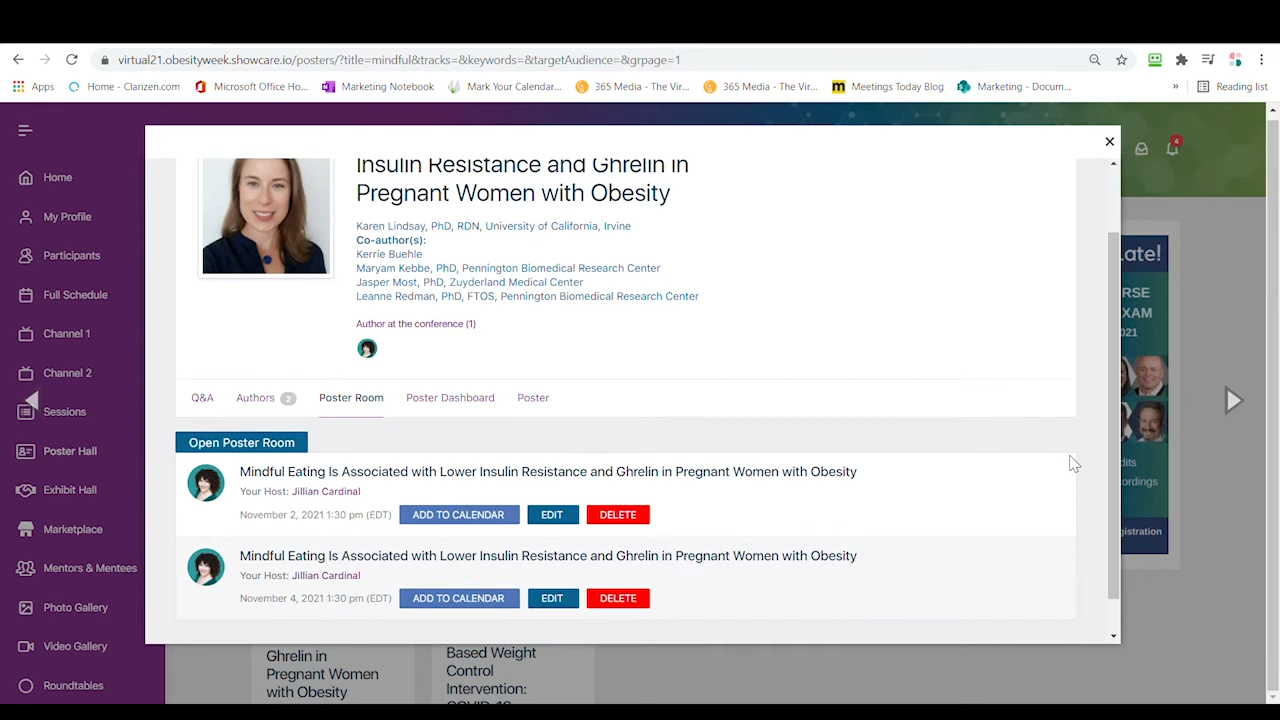 virtual21.obesityweek.showcare.io/posters/?title=mindful&tracks=&keywords=&targetAudience=&grpage=1
Apps
Home - Clarizen.com
Microsoft Office Ho...
Marketing Notebook
Mark Your Calendar...
365 Media - The Vir...
365 Media - The Vir...
Meetings Today Blog
Marketing - Docum...
»
Reading list
4
Home
My Profile
Participants
Full Schedule
Channel 1
Channel 2
Sessions
Poster Hall
Exhibit Hall
Marketplace
Mentors & Mentees
Photo Gallery
Video Gallery
Roundtables
Insulin Resistance and Ghrelin in
Pregnant Women with Obesity
Karen Lindsay, PhD, RDN, University of California, Irvine
Co-author(s):
Kerrie Buehle
Maryam Kebbe, PhD, Pennington Biomedical Research Center
Jasper Most, PhD, Zuyderland Medical Center
Leanne Redman, PhD, FTOS, Pennington Biomedical Research Center
Author at the conference (1)
Q&A
Authors 2
Poster Room
Poster Dashboard
Poster
Open Poster Room
Mindful Eating Is Associated with Lower Insulin Resistance and Ghrelin in Pregnant Women with Obesity
Your Host: Jillian Cardinal
November 2, 2021 1:30 pm (EDT) ADD TO CALENDAR EDIT DELETE
Mindful Eating Is Associated with Lower Insulin Resistance and Ghrelin in Pregnant Women with Obesity
Your Host: Jillian Cardinal
November 4, 2021 1:30 pm (EDT) ADD TO CALENDAR EDIT DELETE
Ghrelin in
Pregnant Women
with Obesity
Based Weight
Control
Intervention:
ate!
RSE
XAM
021
dits
cordings
gistration